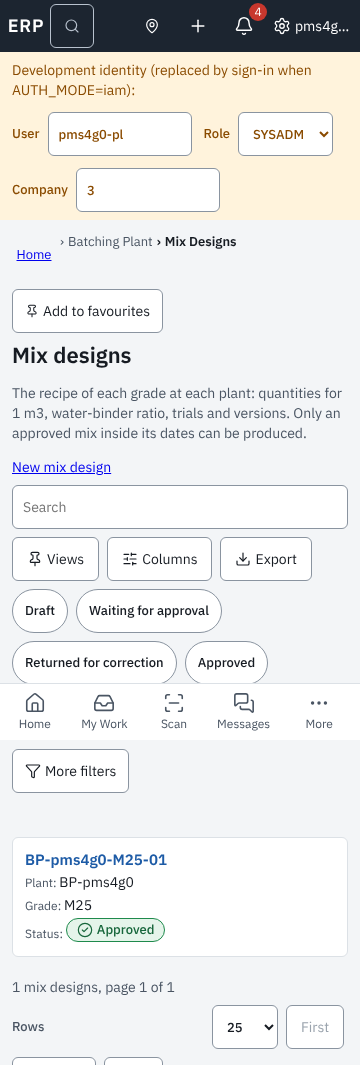 ERP
4
pms4g...
Development identity (replaced by sign-in when
AUTH_MODE=iam):
User pms4g0-pl Role SYSADM
Company 3
Home › Batching Plant › Mix Designs
Add to favourites
Mix designs
The recipe of each grade at each plant: quantities for
1 m3, water-binder ratio, trials and versions. Only an
approved mix inside its dates can be produced.
New mix design
Search
Views Columns Export
Draft Waiting for approval
Returned for correction Approved
Home My Work Scan Messages More
More filters
BP-pms4g0-M25-01
Plant: BP-pms4g0
Grade: M25
Status: Approved
1 mix designs, page 1 of 1
Rows 25 First